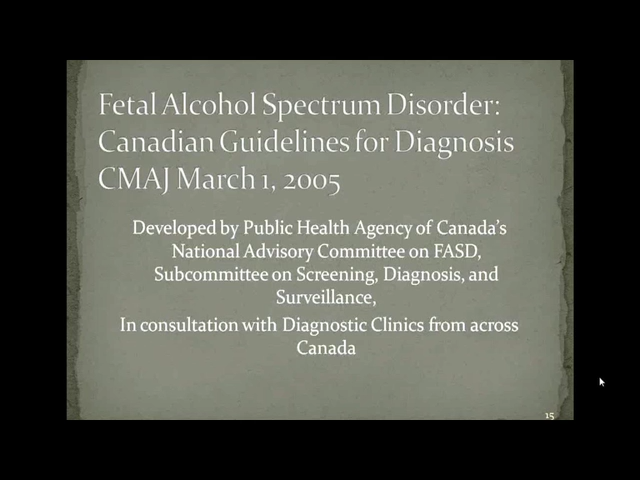 Fetal Alcohol Spectrum Disorder:
Canadian Guidelines for Diagnosis
CMAJ March 1, 2005
Developed by Public Health Agency of Canada's
National Advisory Committee on FASD,
Subcommittee on Screening, Diagnosis, and
Surveillance,
In consultation with Diagnostic Clinics from across
Canada
15